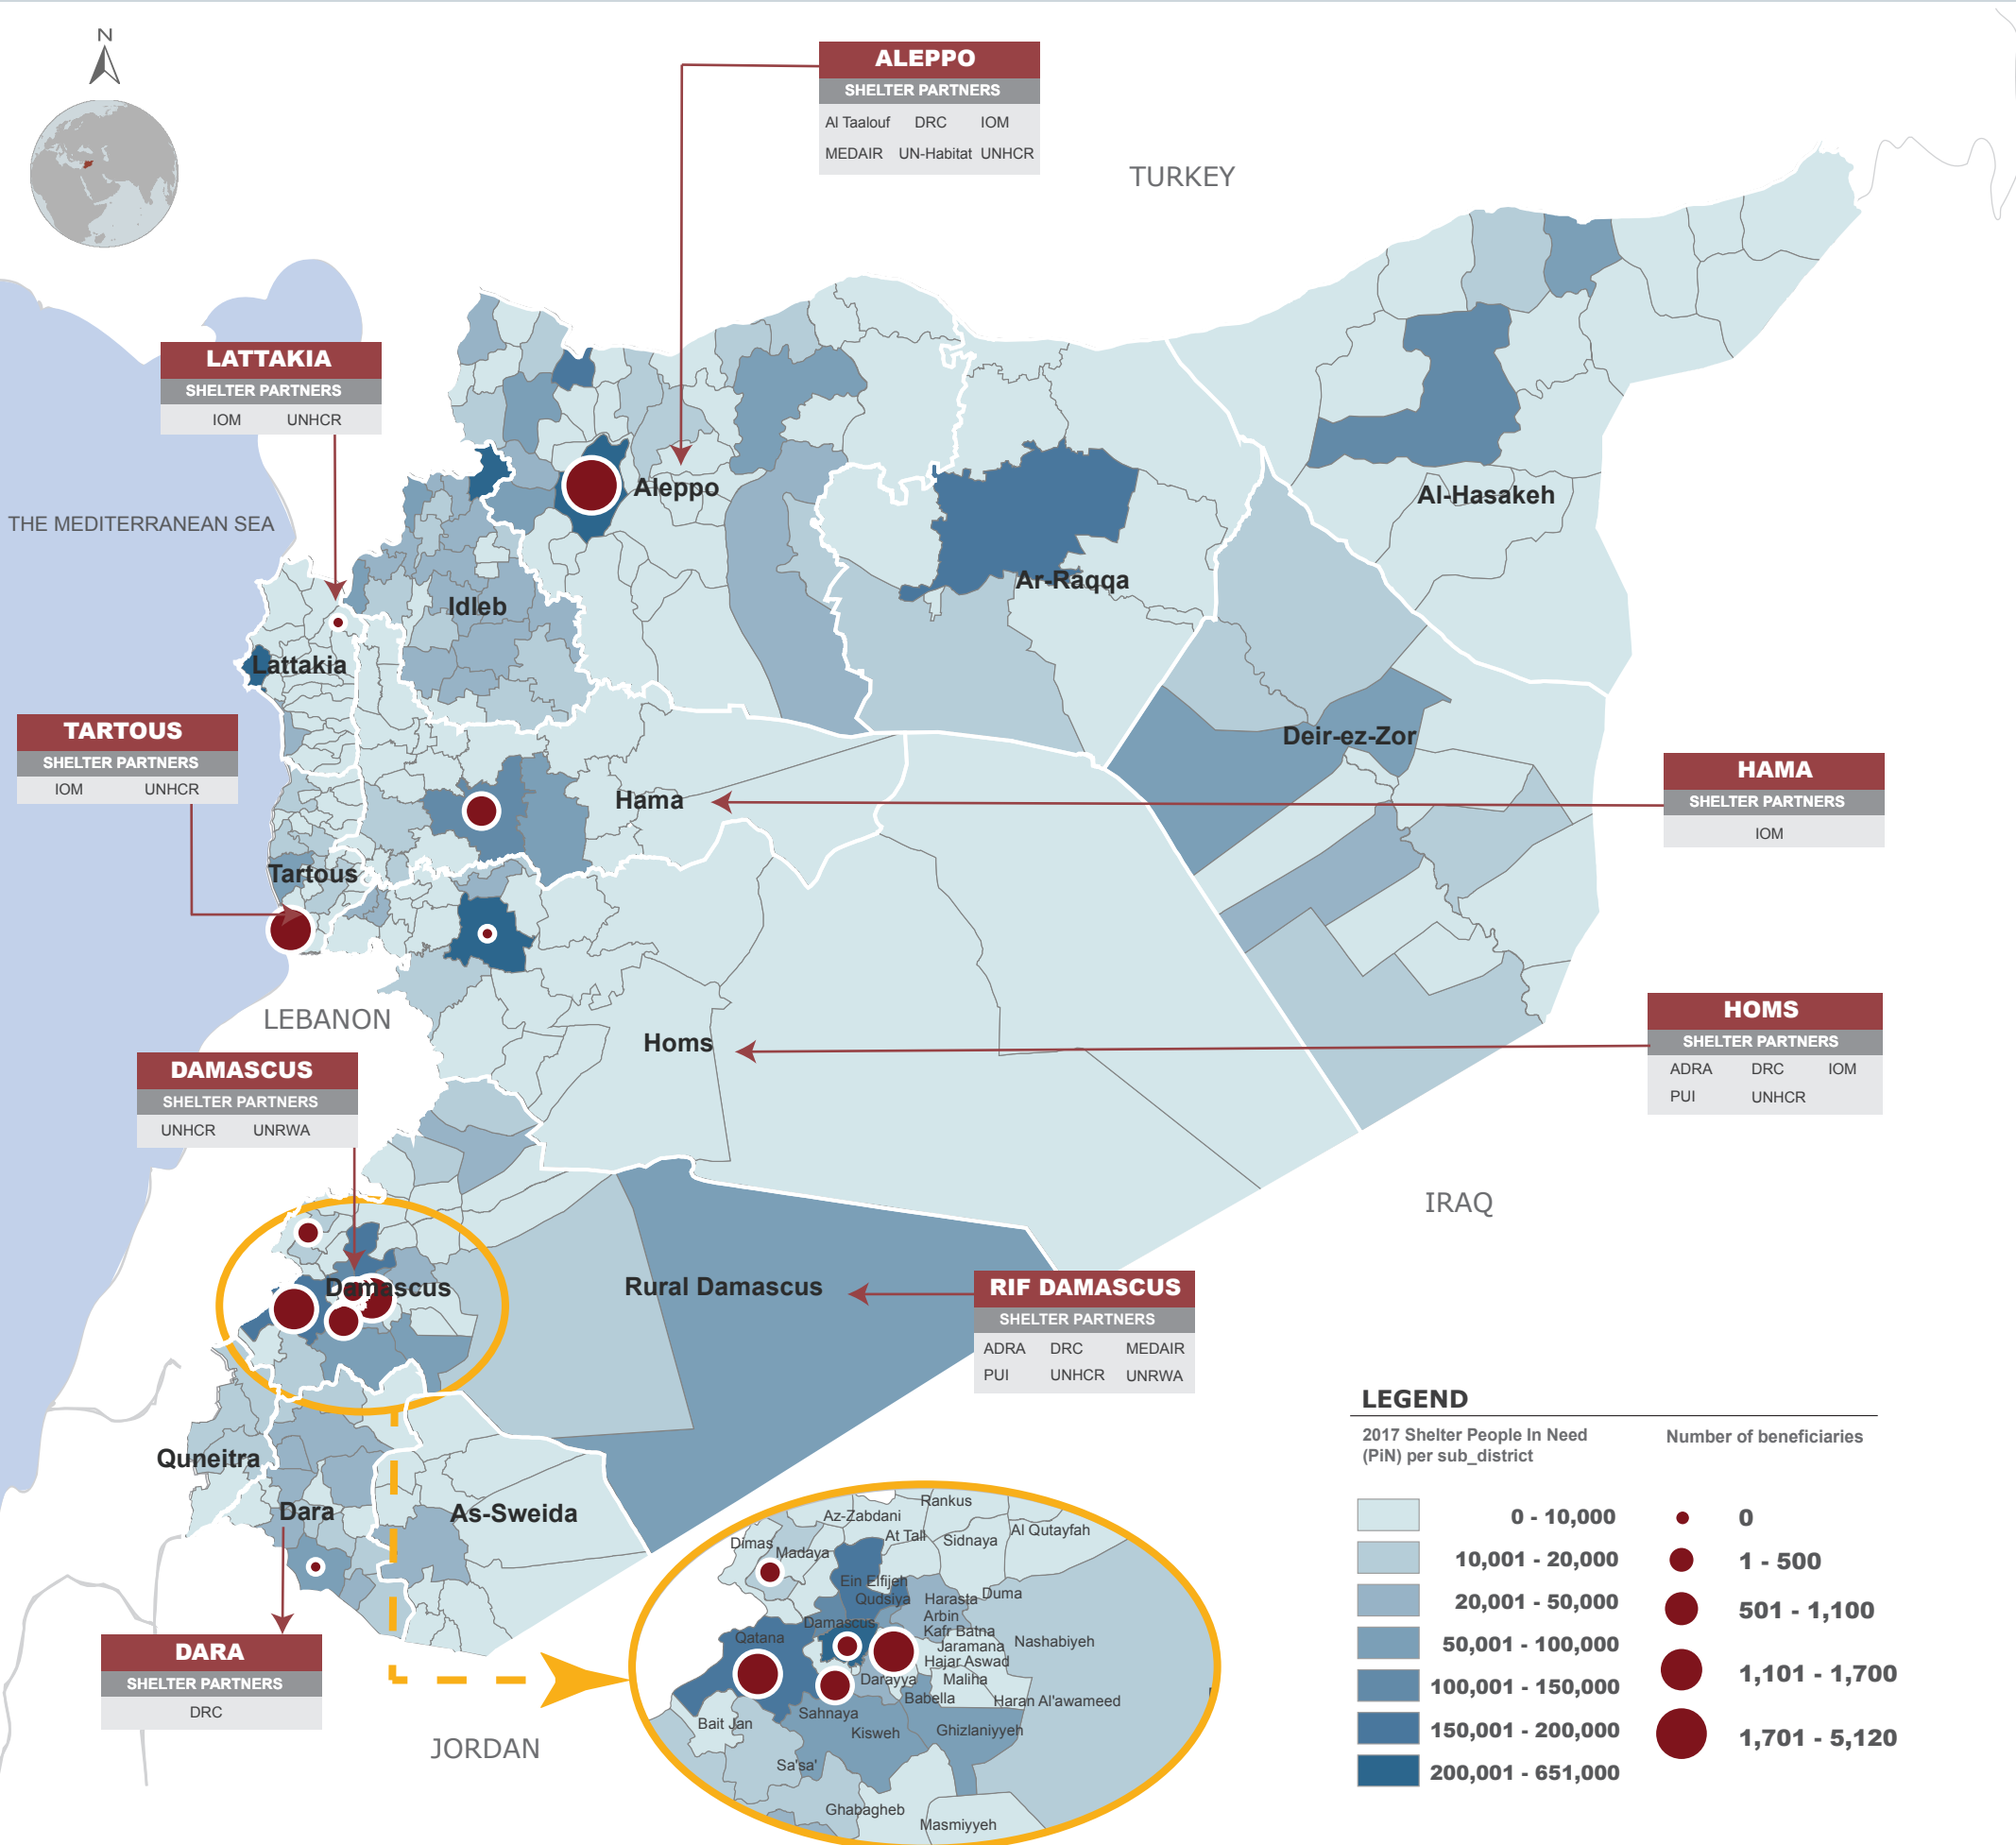 N
ALEPPO
SHELTER PARTNERS
Al Taalouf DRC IOM
MEDAIR UN-Habitat UNHCR
TURKEY
LATTAKIA
SHELTER PARTNERS
IOM UNHCR
THE MEDITERRANEAN SEA
Aleppo
Al-Hasakeh
Ar-Raqqa
Idleb
Lattakia
TARTOUS
SHELTER PARTNERS
IOM UNHCR
Deir-ez-Zor
HAMA
SHELTER PARTNERS
IOM
Hama
Tartous
LEBANON
Homs
HOMS
SHELTER PARTNERS
ADRA DRC IOM
PUI UNHCR
DAMASCUS
SHELTER PARTNERS
UNHCR UNRWA
IRAQ
Damascus
Rural Damascus
RIF DAMASCUS
SHELTER PARTNERS
ADRA DRC MEDAIR
PUI UNHCR UNRWA
Quneitra
Dara
As-Sweida
DARA
SHELTER PARTNERS
DRC
JORDAN
Rankus
Az-Zabdani
At Tall
Sidnaya
Al Qutayfah
Dimas
Madaya
Ein Elfijeh
Qudsiya
Harasta
Duma
Arbin
Damascus
Kafr Batna
Qatana
Jaramana
Nashabiyeh
Hajar Aswad
Darayya
Maliha
Babella
Haran Al'awameed
Sahnaya
Bait Jan
Kisweh
Ghizlaniyyeh
Sa'sa'
Ghabagheb
Masmiyyeh
LEGEND
2017 Shelter People In Need
(PiN) per sub_district
0 - 10,000
10,001 - 20,000
20,001 - 50,000
50,001 - 100,000
100,001 - 150,000
150,001 - 200,000
200,001 - 651,000
Number of beneficiaries
0
1 - 500
501 - 1,100
1,101 - 1,700
1,701 - 5,120